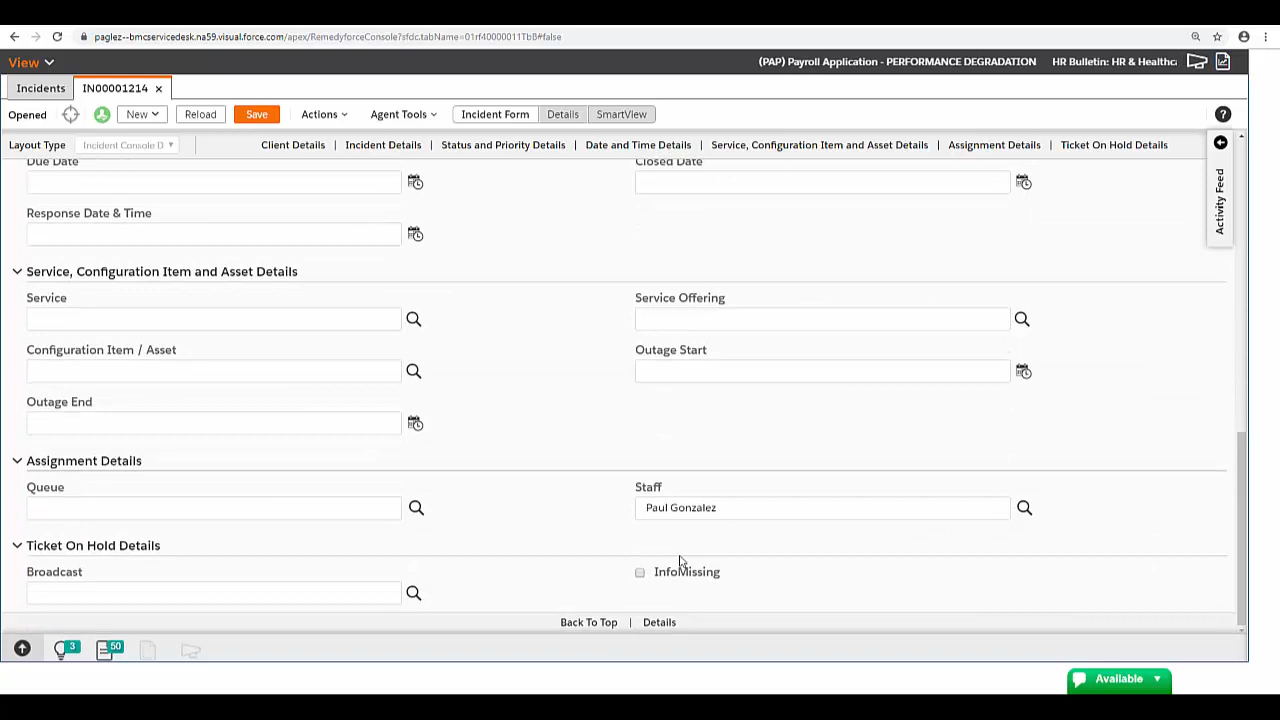 paglez--bmcservicedesk.na59.visual.force.com/apex/RemedyforceConsole?sfdc.tabName=01rf40000011TbB#false
View (PAP) Payroll Application - PERFORMANCE DEGRADATION HR Bulletin: HR & Healthca
Incidents IN00001214
Opened New Reload Save Actions Agent Tools Incident Form Details SmartView
Layout Type Incident Console D Client Details | Incident Details | Status and Priority Details | Date and Time Details | Service, Configuration Item and Asset Details | Assignment Details | Ticket On Hold Details
Due Date Closed Date
Response Date & Time
Activity Feed
Service, Configuration Item and Asset Details
Service Service Offering
Configuration Item / Asset Outage Start
Outage End
Assignment Details
Queue Staff
Paul Gonzalez
Ticket On Hold Details
Broadcast InfoMissing
Back To Top | Details
3 50
Available